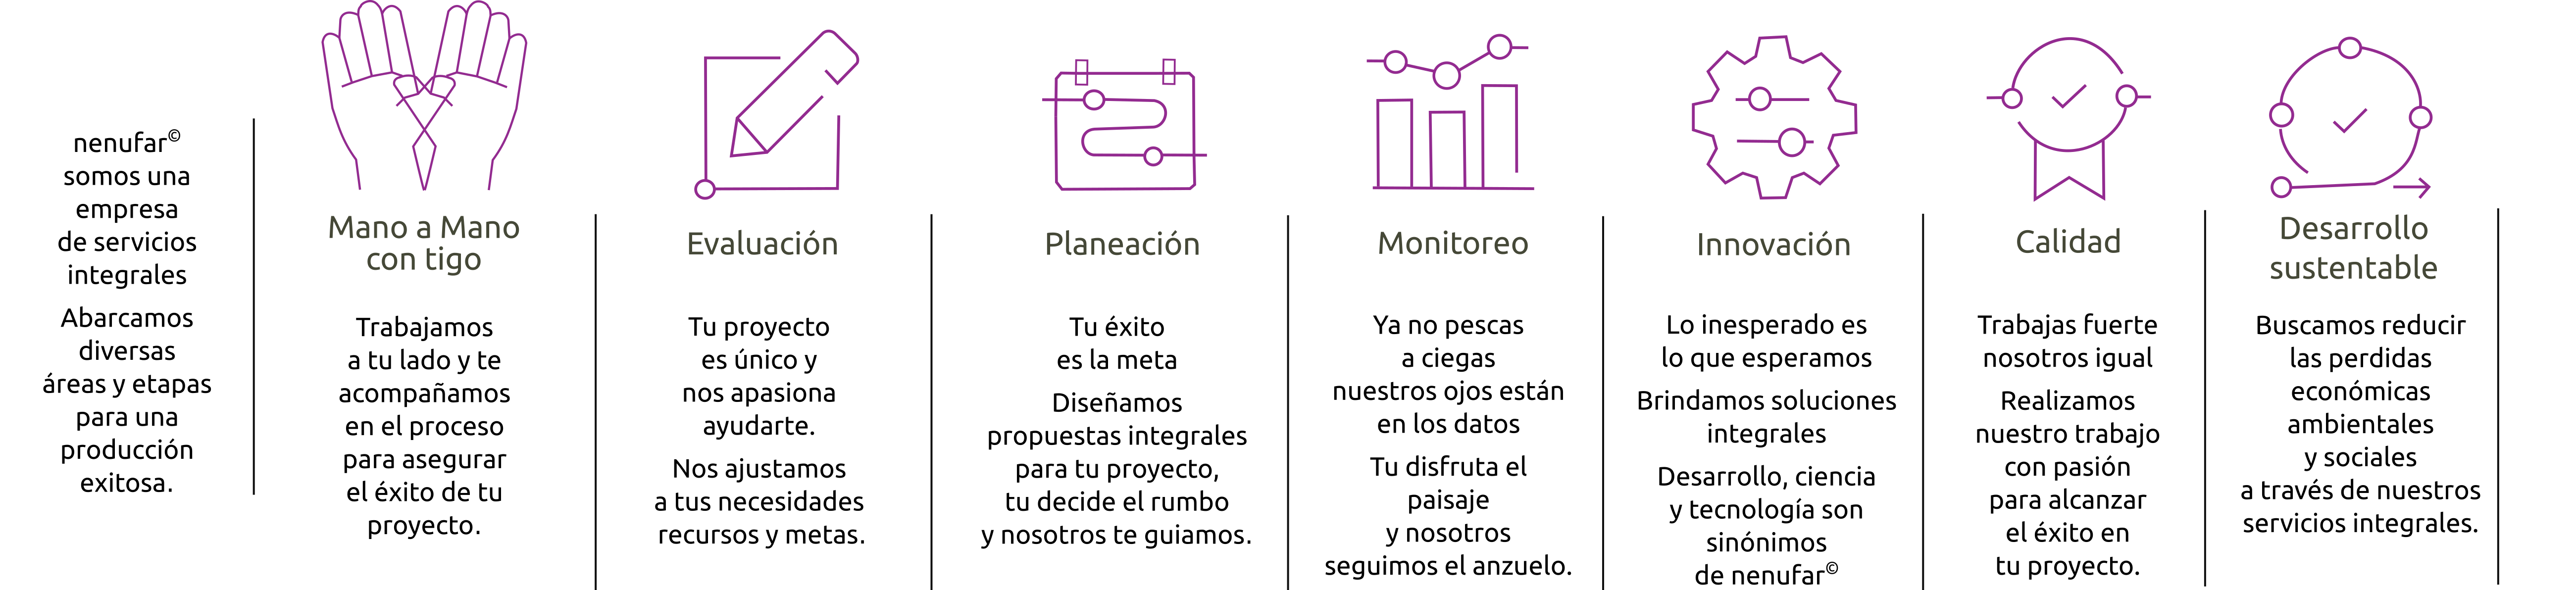 nenufar©
somos una
empresa
de servicios
integrales
Abarcamos
diversas
áreas y etapas
para una
producción
exitosa.
Mano a Mano
con tigo
Trabajamos
a tu lado y te
acompañamos
en el proceso
para asegurar
el éxito de tu
proyecto.
Evaluación
Tu proyecto
es único y
nos apasiona
ayudarte.
Nos ajustamos
a tus necesidades
recursos y metas.
Planeación
Tu éxito
es la meta
Diseñamos
propuestas integrales
para tu proyecto,
tu decide el rumbo
y nosotros te guiamos.
Monitoreo
Ya no pescas
a ciegas
nuestros ojos están
en los datos
Tu disfruta el
paisaje
y nosotros
seguimos el anzuelo.
Innovación
Lo inesperado es
lo que esperamos
Brindamos soluciones
integrales
Desarrollo, ciencia
y tecnología son
sinónimos
de nenufar©
Calidad
Trabajas fuerte
nosotros igual
Realizamos
nuestro trabajo
con pasión
para alcanzar
el éxito en
tu proyecto.
Desarrollo
sustentable
Buscamos reducir
las perdidas
económicas
ambientales
y sociales
a través de nuestros
servicios integrales.